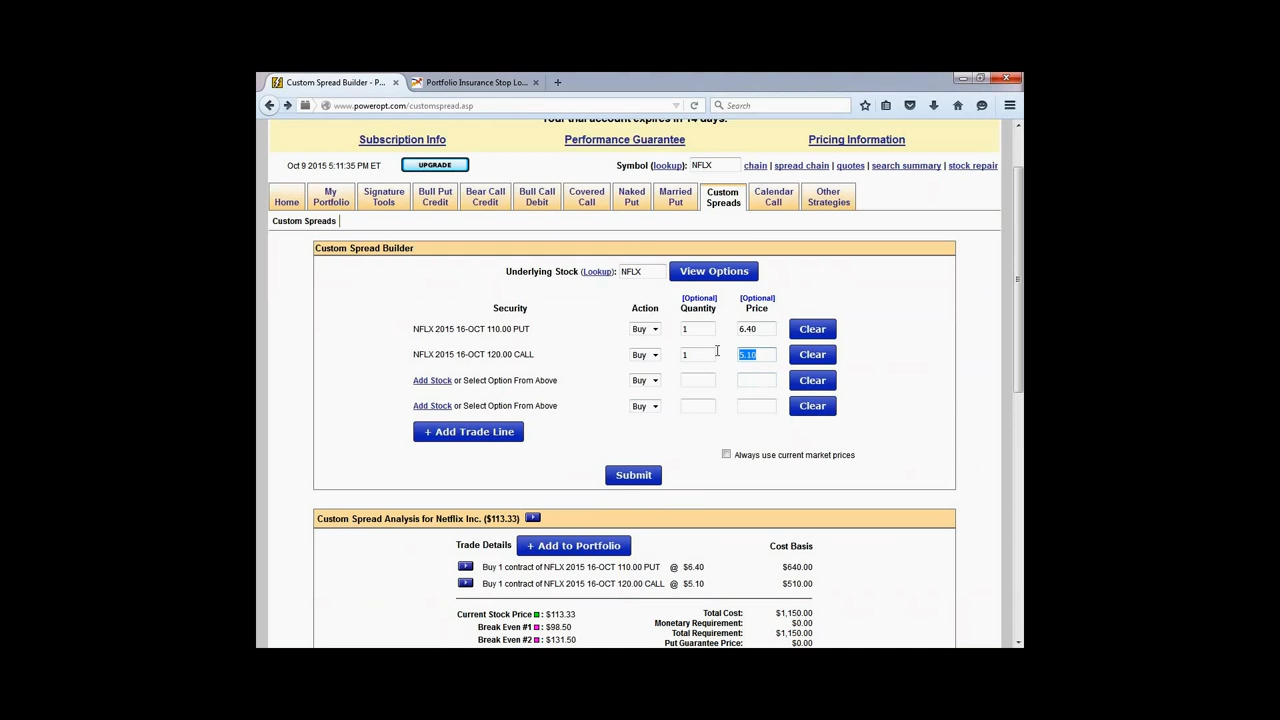 Custom Spread Builder - P...
Portfolio Insurance Stop Lo...
www.poweropt.com/customspread.asp
Search
Your trial account expires in 14 days.
Subscription Info
Performance Guarantee
Pricing Information
Oct 9 2015 5:11:35 PM ET
UPGRADE
Symbol (lookup): NFLX chain | spread chain | quotes | search summary | stock repair
Home
My Portfolio
Signature Tools
Bull Put Credit
Bear Call Credit
Bull Call Debit
Covered Call
Naked Put
Married Put
Custom Spreads
Calendar Call
Other Strategies
Custom Spreads |
Custom Spread Builder
Underlying Stock (Lookup): NFLX View Options
[Optional] [Optional]
Security Action Quantity Price
NFLX 2015 16-OCT 110.00 PUT Buy 1 6.40 Clear
NFLX 2015 16-OCT 120.00 CALL Buy 1 5.10 Clear
Add Stock or Select Option From Above Buy Clear
Add Stock or Select Option From Above Buy Clear
+ Add Trade Line
Always use current market prices
Submit
Custom Spread Analysis for Netflix Inc. ($113.33)
Trade Details + Add to Portfolio Cost Basis
Buy 1 contract of NFLX 2015 16-OCT 110.00 PUT @ $6.40 $640.00
Buy 1 contract of NFLX 2015 16-OCT 120.00 CALL @ $5.10 $510.00
Current Stock Price : $113.33
Break Even #1 : $98.50
Break Even #2 : $131.50
Total Cost: $1,150.00
Monetary Requirement: $0.00
Total Requirement: $1,150.00
Put Guarantee Price: $0.00